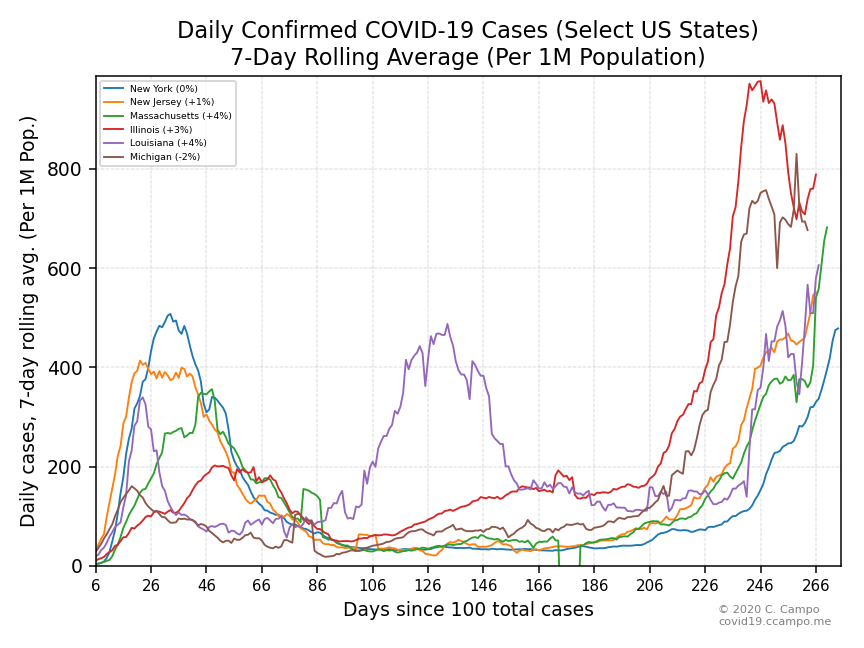 Daily Confirmed COVID-19 Cases (Select US States)
7-Day Rolling Average (Per 1M Population)
New York (0%)
New Jersey (+1%)
Massachusetts (+4%)
Illinois (+3%)
Louisiana (+4%)
Michigan (-2%)
Daily cases, 7-day rolling avg. (Per 1M Pop.)
800
600
400
200
0
6 26 46 66 86 106 126 146 166 186 206 226 246 266
Days since 100 total cases
© 2020 C. Campo
covid19.ccampo.me